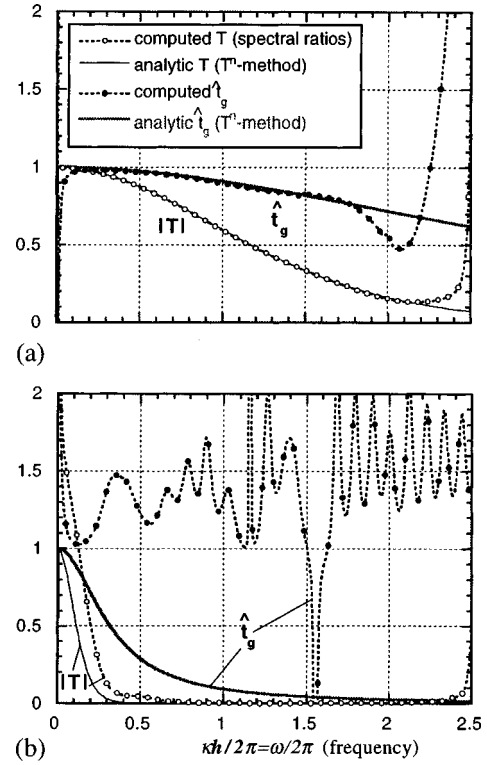 2
--o-- computed T (spectral ratios)
—— analytic T (Tⁿ-method)
--●-- computed t̂g
—— analytic t̂g (Tⁿ-method)
1.5
1
|T|
t̂g
0.5
0
(a)
2
1.5
1
t̂g
0.5
|T|
0
0 0.5 1 1.5 2 2.5
(b)
κh/2π=ω/2π (frequency)